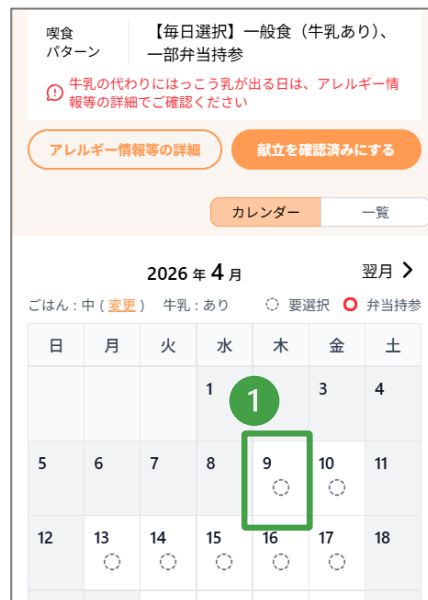 喫食
パターン
【毎日選択】一般食（牛乳あり）、
一部弁当持参
牛乳の代わりにはっこう乳が出る日は、アレルギー情
報等の詳細でご確認ください
アレルギー情報等の詳細
献立を確認済みにする
カレンダー
一覧
2026 年 4 月
翌月
ごはん : 中 ( 変更 ) 牛乳 : あり
要選択
弁当持参
日 月 火 水 木 金 土
1 3 4
1
5 6 7 8 9 10 11
12 13 14 15 16 17 18